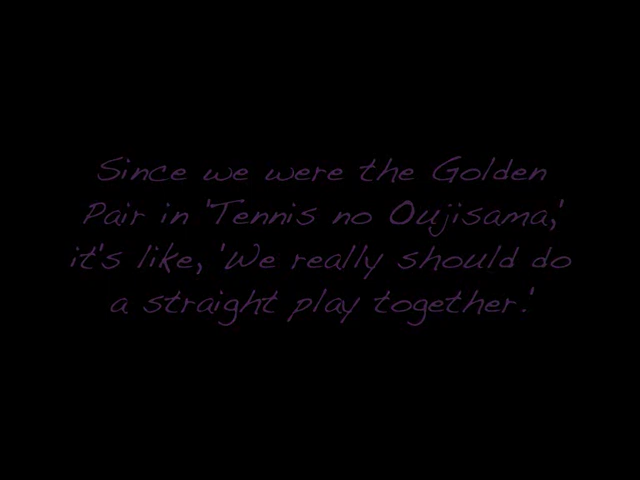 Since we were the Golden
Pair in 'Tennis no Oujisama,'
it's like, 'We really should do
a straight play together.'